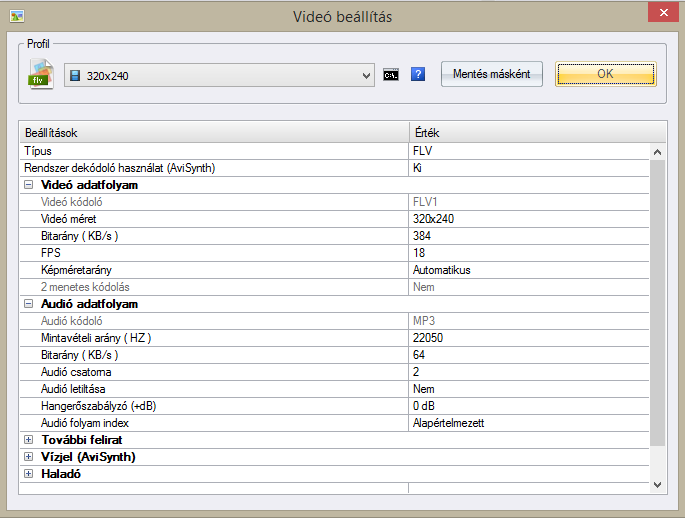 Videó beállítás
Profil
flv
320x240
C:\.
?
Mentés másként
OK
Beállítások Érték
Típus FLV
Rendszer dekódoló használat (AviSynth) Ki
Videó adatfolyam
Videó kódoló FLV1
Videó méret 320x240
Bitarány ( KB/s ) 384
FPS 18
Képméretarány Automatikus
2 menetes kódolás Nem
Audió adatfolyam
Audió kódoló MP3
Mintavételi arány ( HZ ) 22050
Bitarány ( KB/s ) 64
Audió csatorna 2
Audió letiltása Nem
Hangerőszabályzó (+dB) 0 dB
Audió folyam index Alapértelmezett
További felirat
Vízjel (AviSynth)
Haladó